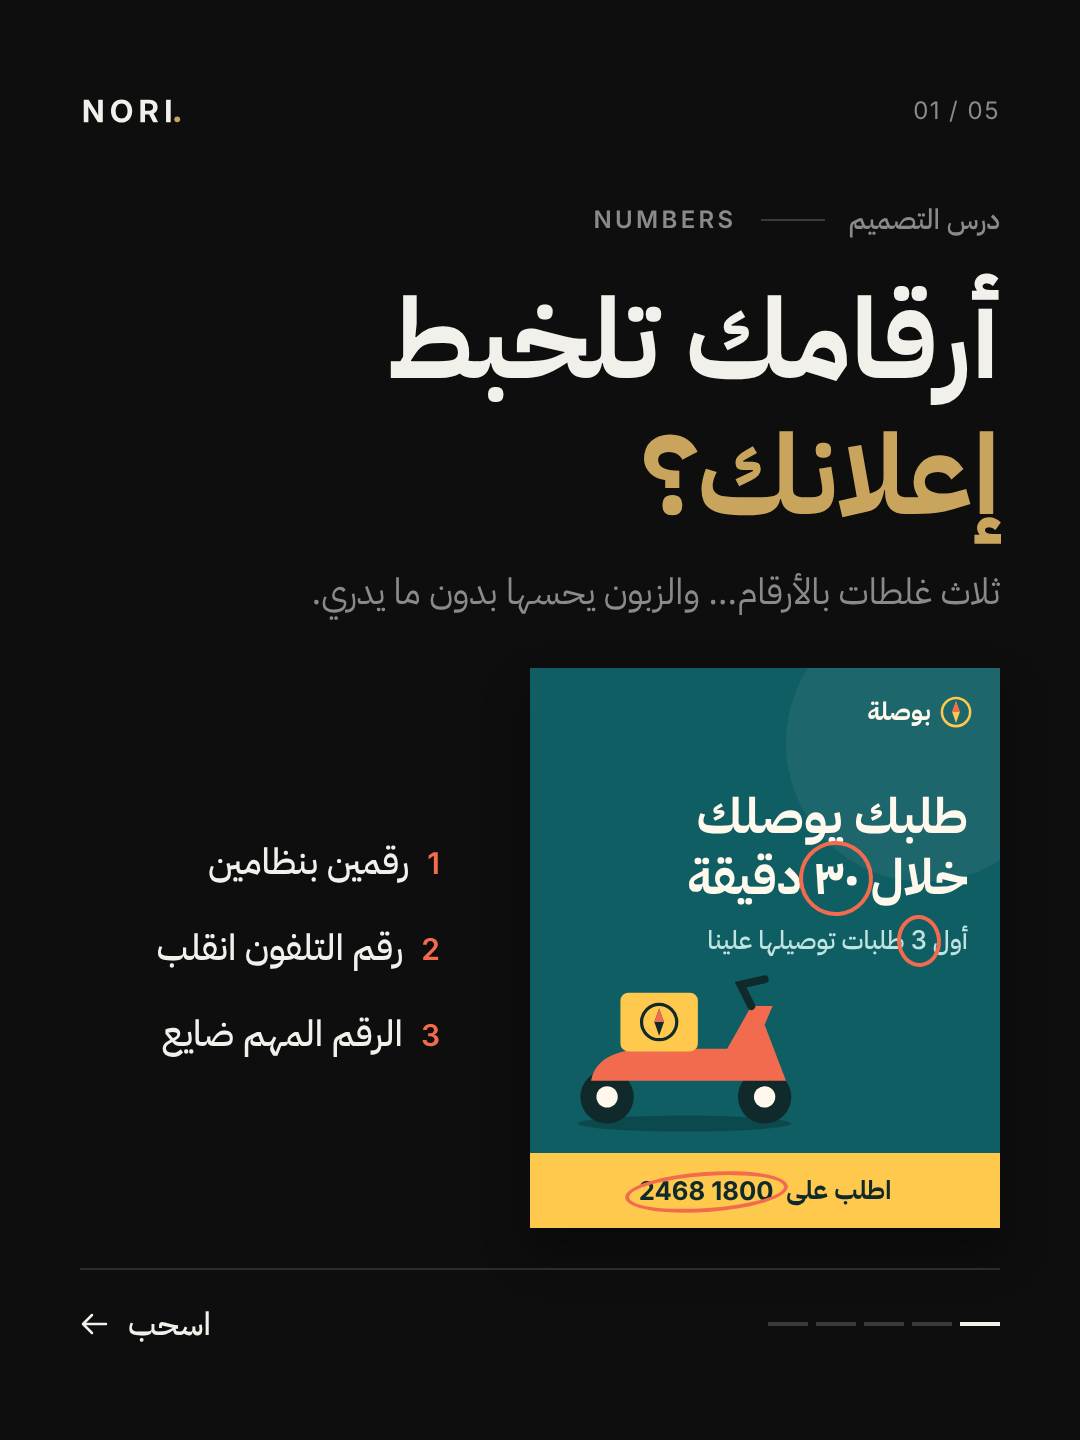 NORI.
01 / 05
درس التصميم — NUMBERS
أرقامك تلخبط
إعلانك؟
ثلاث غلطات بالأرقام... والزبون يحسها بدون ما يدري.
بوصلة
طلبك يوصلك
خلال ٣٠ دقيقة
أول 3 طلبات توصيلها علينا
اطلب على 2468 1800
1 رقمين بنظامين
2 رقم التلفون انقلب
3 الرقم المهم ضايع
اسحب ←